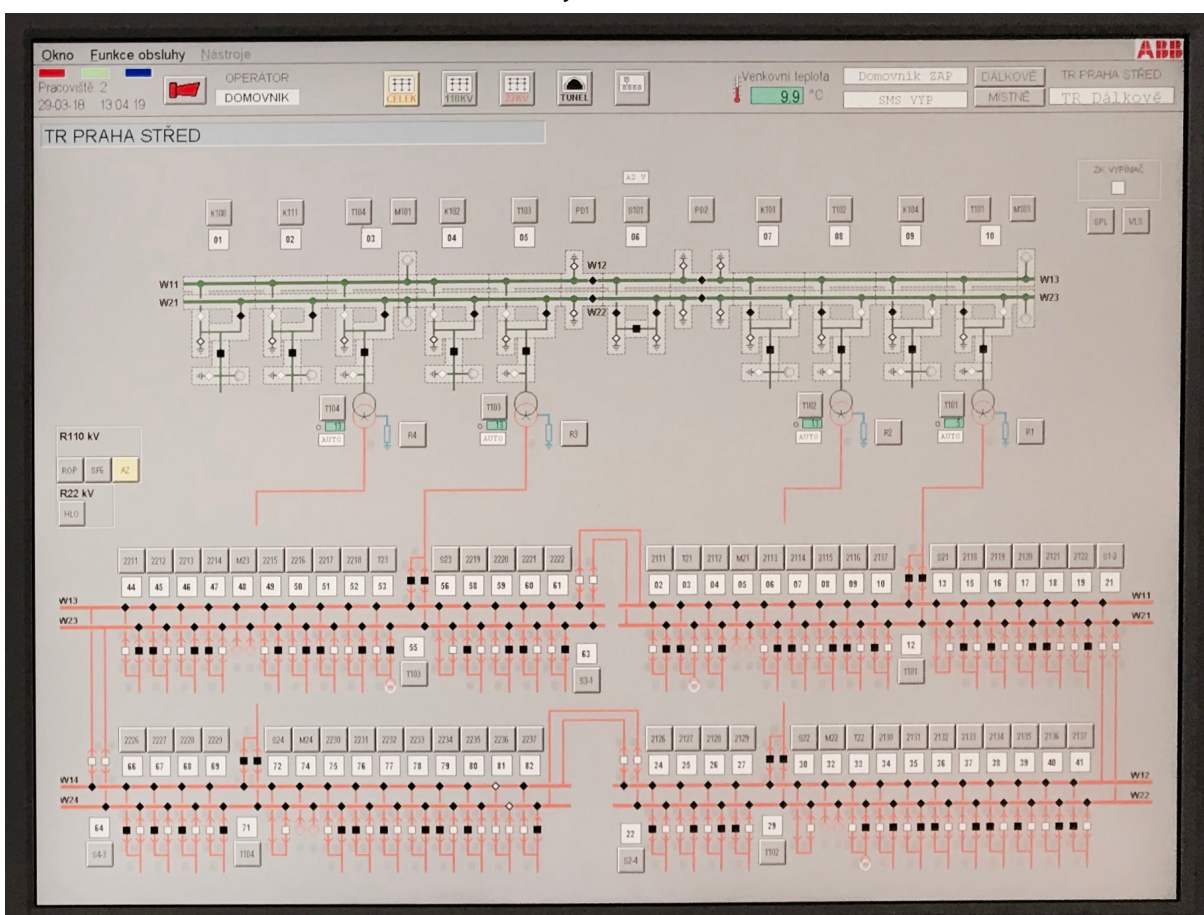 Okno Funkce obsluhy Nástroje
ABB
Pracoviště 2
29-03-18 13:04:19
OPERÁTOR
DOMOVNIK
CELEK
110KV
22KV
TUNEL
Venkovní teplota
9.9 °C
Domovník ZAP
SMS VYP
DÁLKOVĚ
MÍSTNĚ
TR PRAHA STŘED
TR Dálkově
TR PRAHA STŘED
ZK. VYPÍNAČ
SPL VLS
AZ V
K100 K111 T104 M101 K102 T103 PD1 S101 PD2 K101 T102 K104 T101 M103
01 02 03 04 05 06 07 08 09 10
W11 W12 W13
W21 W22 W23
T104 T103 T102 T101
13 13 13 5
AUTO AUTO AUTO AUTO
R4 R3 R2 R1
R110 kV
ROP SF6 AZ
R22 kV
HLO
2211 2212 2213 2214 M23 2215 2216 2217 2218 T23 S23 2219 2220 2221 2222 2111 T21 2112 M21 2113 2114 2115 2116 2117 S21 2118 2119 2120 2121 2122 S1-2
44 45 46 47 48 49 50 51 52 53 56 58 59 60 61 02 03 04 05 06 07 08 09 10 13 15 16 17 18 19 21
W13 W11
W23 W21
55 63 12
T103 S3-1 T101
2226 2227 2228 2229 S24 M24 2230 2231 2232 2233 2234 2235 2236 2237 2126 2127 2128 2129 S22 M22 T22 2130 2131 2132 2133 2134 2135 2136 2137
66 67 68 69 72 74 75 76 77 78 79 80 81 82 24 25 26 27 30 32 33 34 35 36 37 38 39 40 41
W14 W12
W24 W22
64 71 22 29
S4-3 T104 S2-4 T102